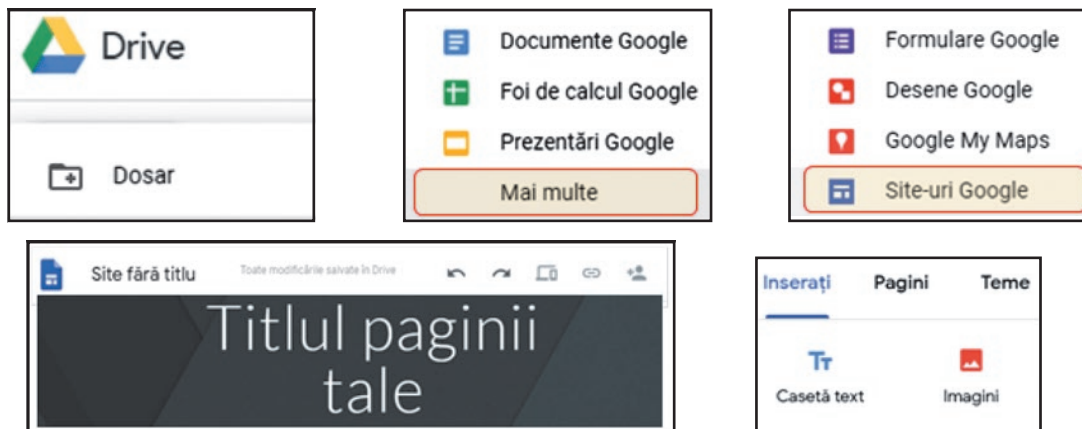 Drive
Dosar
Documente Google
Foi de calcul Google
Prezentări Google
Mai multe
Formulare Google
Desene Google
Google My Maps
Site-uri Google
Site fără titlu Toate modificările salvate în Drive
Titlul paginii
tale
Inserați Pagini Teme
Tт
Casetă text Imagini